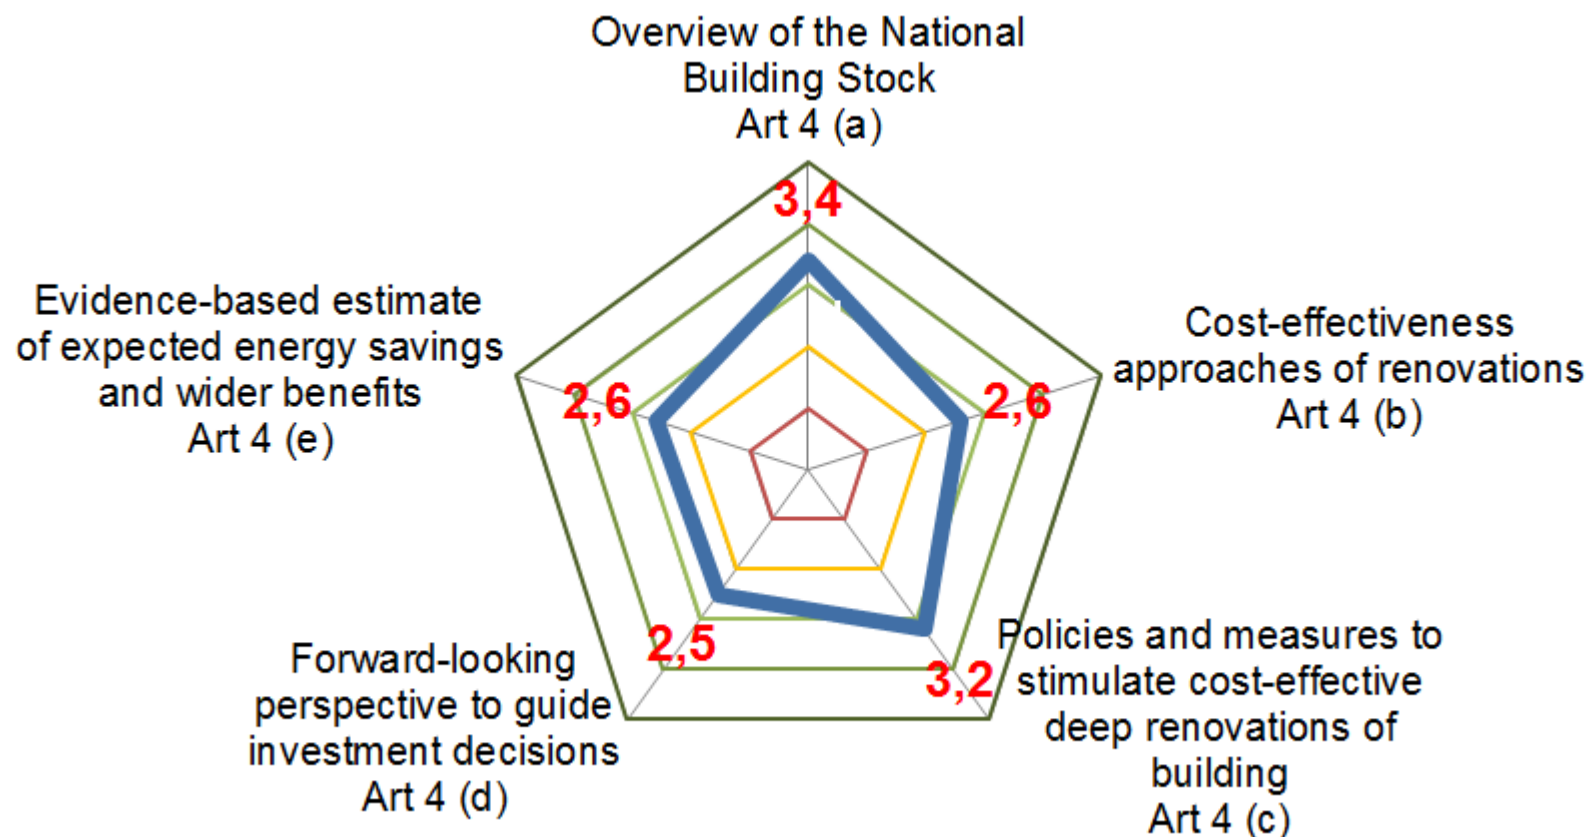 Overview of the National
Building Stock
Art 4 (a)
3,4
Evidence-based estimate
of expected energy savings
and wider benefits
Art 4 (e)
2,6
Cost-effectiveness
approaches of renovations
Art 4 (b)
2,6
Forward-looking
perspective to guide
investment decisions
Art 4 (d)
2,5
Policies and measures to
stimulate cost-effective
deep renovations of
building
Art 4 (c)
3,2